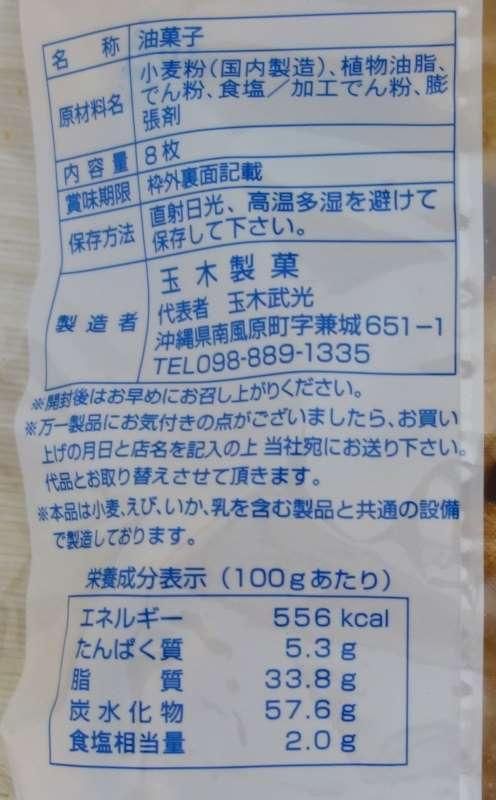 名称 油菓子
原材料名 小麦粉(国内製造)、植物油脂、
でん粉、食塩／加工でん粉、膨
張剤
内容量 8枚
賞味期限 枠外裏面記載
保存方法 直射日光、高温多湿を避けて
保存して下さい。
製造者 玉木製菓
代表者 玉木武光
沖縄県南風原町字兼城651-1
TEL098-889-1335
※開封後はお早めにお召し上がりください。
※万一製品にお気付きの点がございましたら、お買い
上げの月日と店名を記入の上 当社宛にお送り下さい。
代品とお取り替えさせて頂きます。
※本品は小麦、えび、いか、乳を含む製品と共通の設備
で製造しております。
栄養成分表示 (100gあたり)
エネルギー 556 kcal
たんぱく質 5.3 g
脂質 33.8 g
炭水化物 57.6 g
食塩相当量 2.0 g